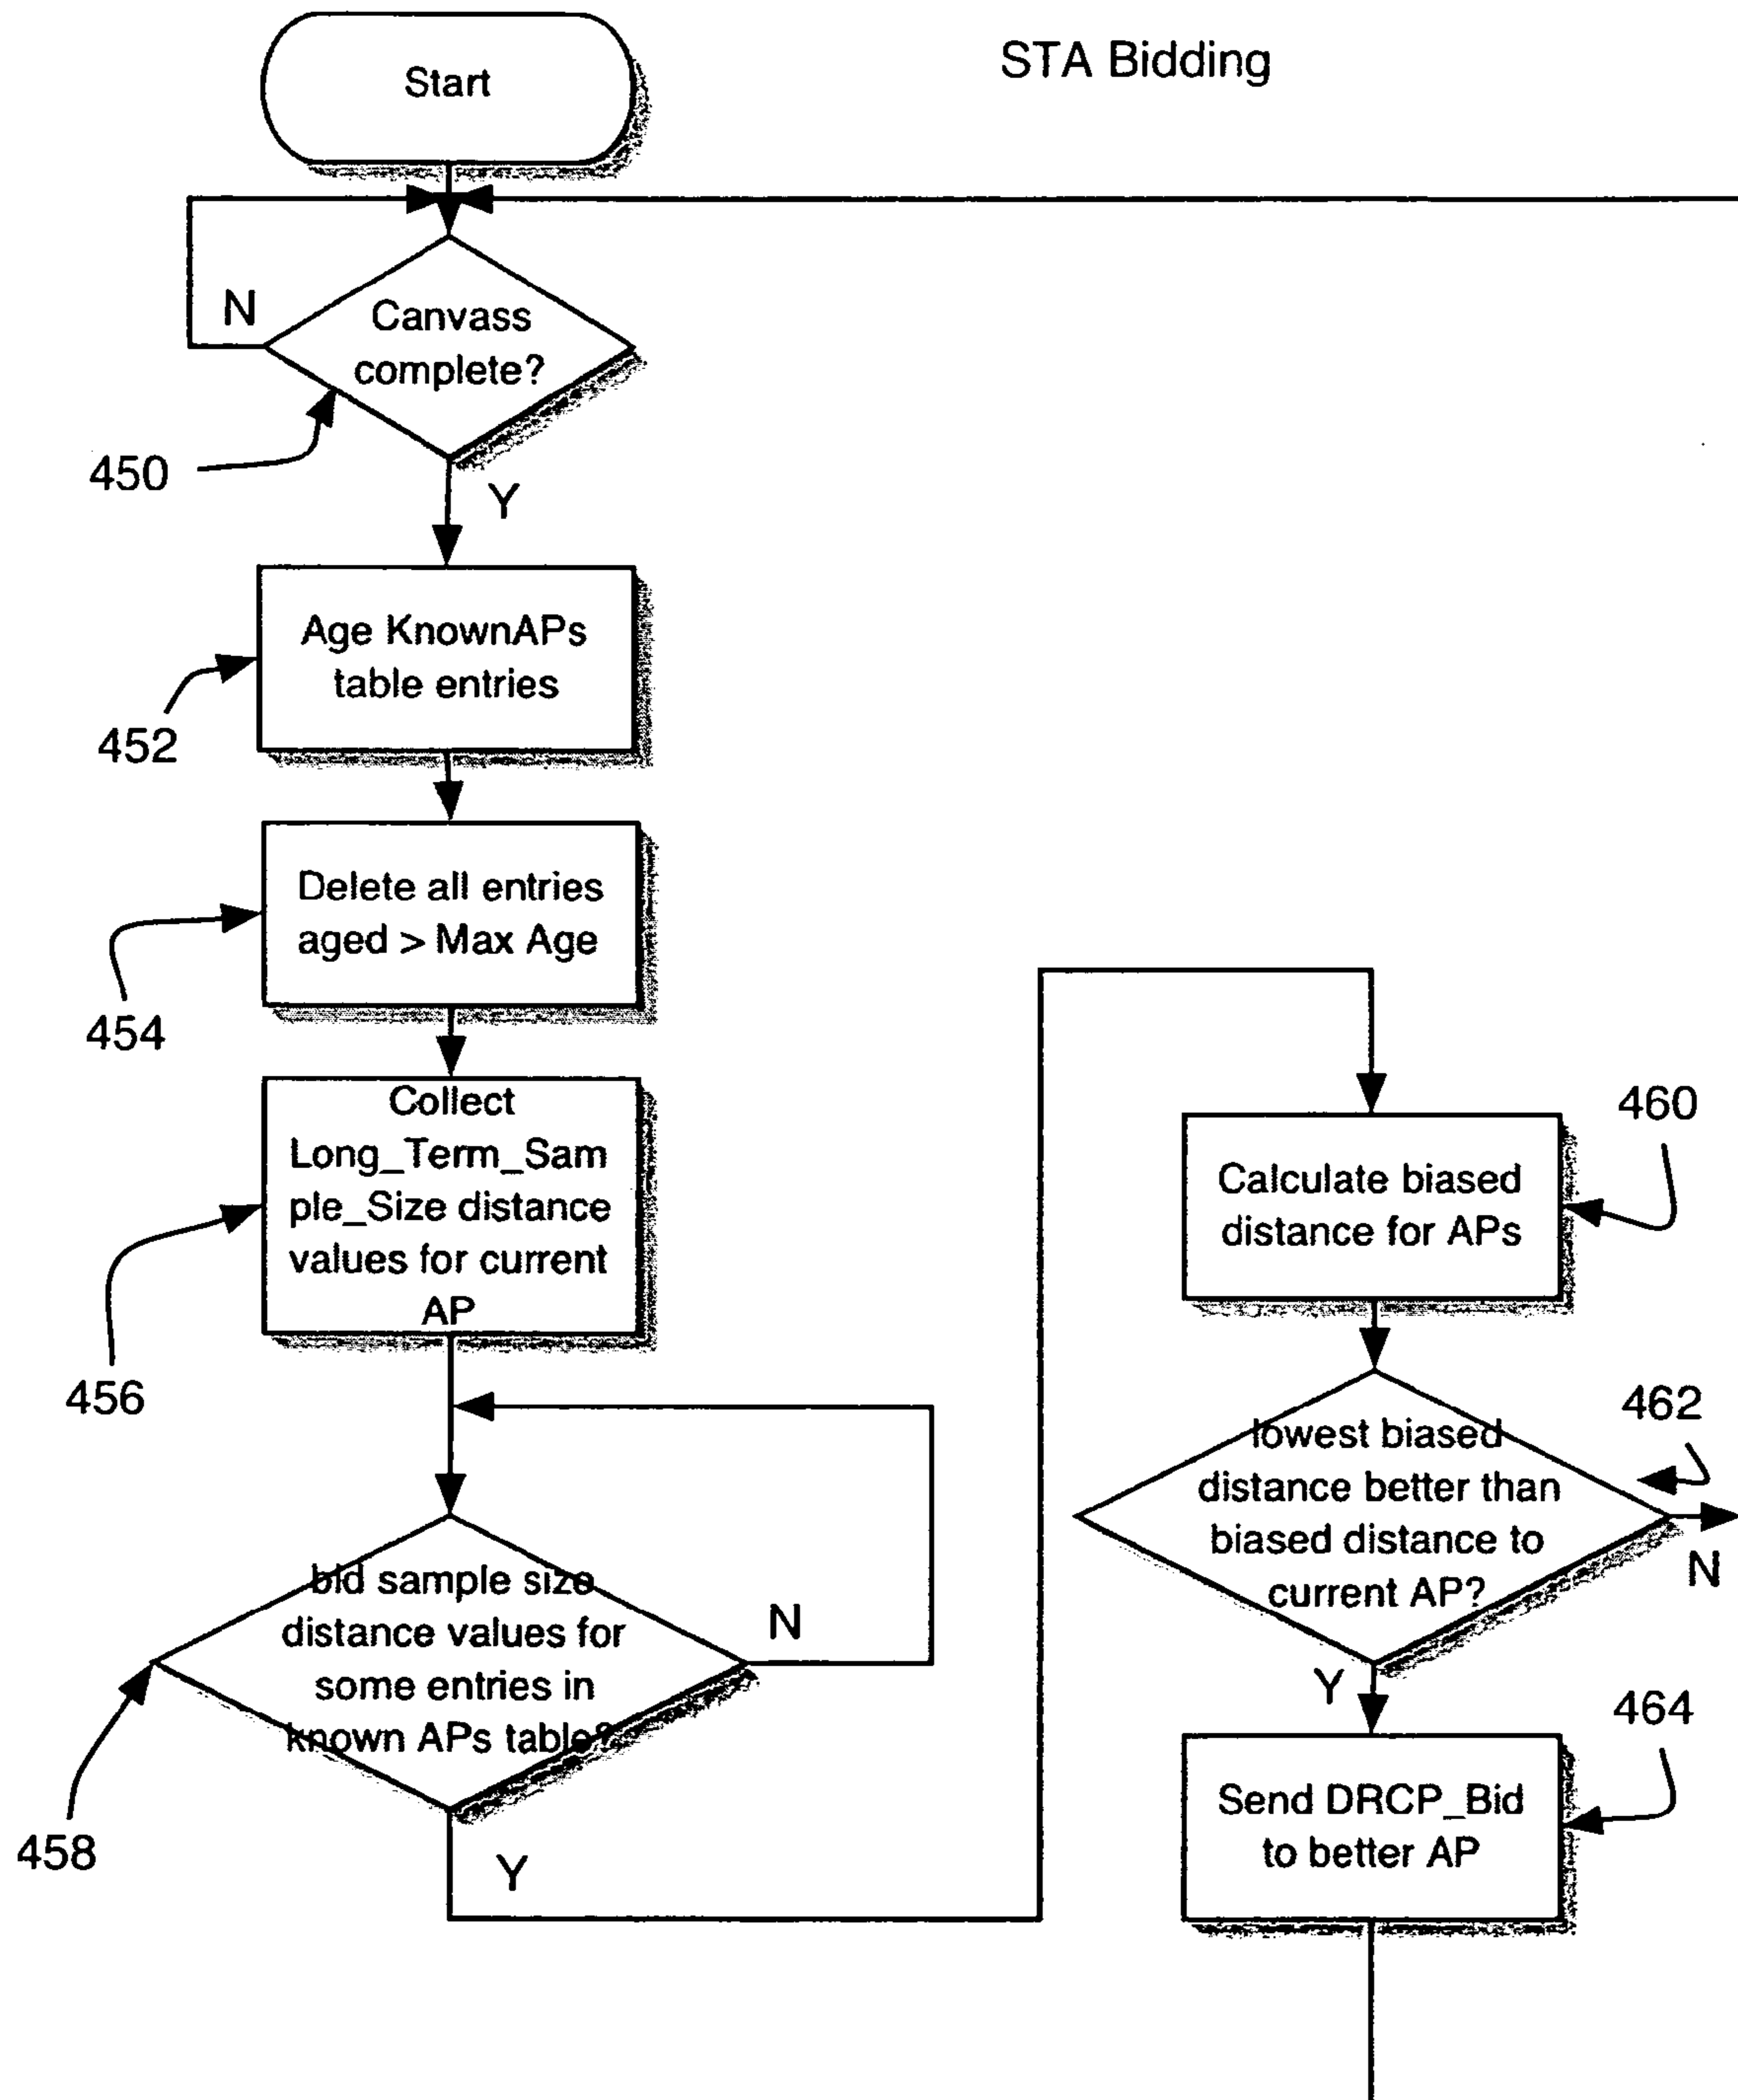 STA Bidding
Start
N
Canvass
complete?
450
Y
Age KnownAPs
table entries
452
Delete all entries
aged > Max Age
454
Collect
Long_Term_Sam
ple_Size distance
values for current
AP
456
bid sample size
distance values for
some entries in
known APs table?
N
458
Y
460
Calculate biased
distance for APs
462
lowest biased
distance better than
biased distance to
current AP?
N
Y
464
Send DRCP_Bid
to better AP